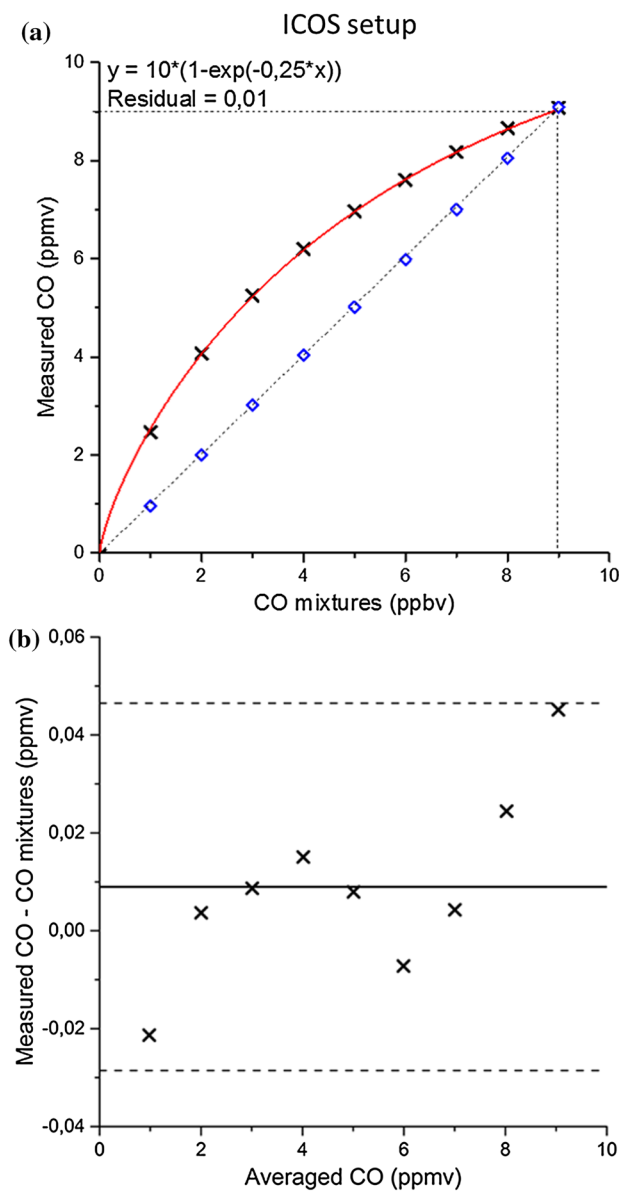 ICOS setup
(a)
y = 10*(1-exp(-0,25*x))
Residual = 0,01
10
8
6
4
2
0
Measured CO (ppmv)
0 2 4 6 8 10
CO mixtures (ppbv)
(b)
0,06
0,04
0,02
0,00
-0,02
-0,04
Measured CO - CO mixtures (ppmv)
0 2 4 6 8 10
Averaged CO (ppmv)